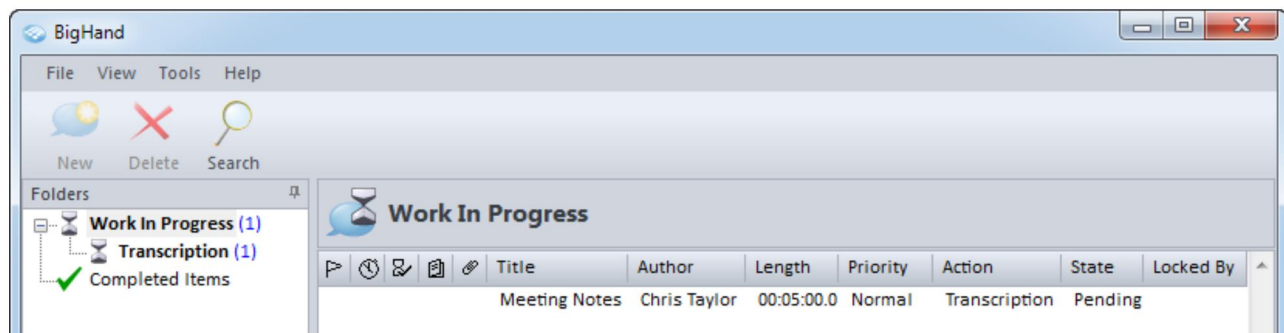 BigHand
File View Tools Help
New Delete Search
Folders
Work In Progress (1)
Transcription (1)
Completed Items
Work In Progress
Title Author Length Priority Action State Locked By
Meeting Notes Chris Taylor 00:05:00.0 Normal Transcription Pending